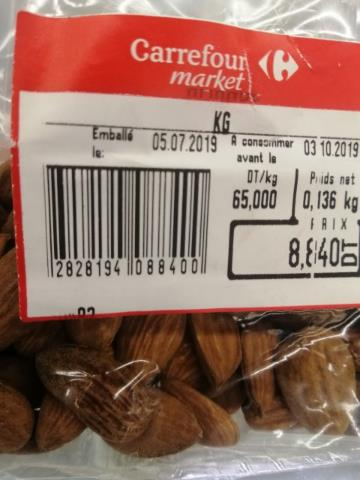 Carrefour
market
KG
Emballé le: 05.07.2019 A consommer avant le 03 10.2019
DT/kg Poids net
65,000 0,136 kg
PRIX
8,840 DT
2828194 088400